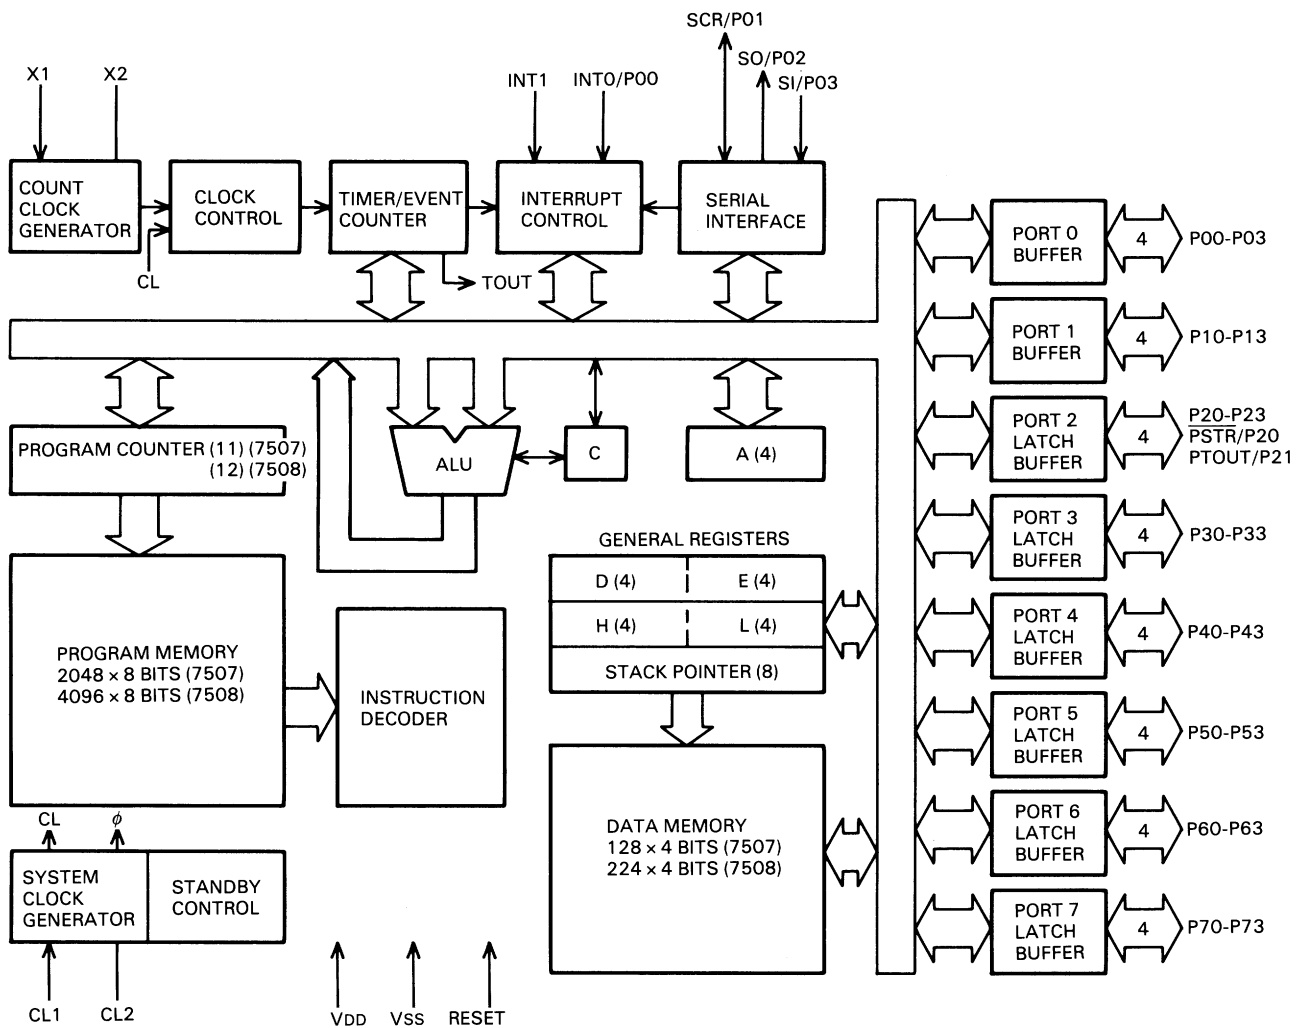 SCR/P01
SO/P02
SI/P03
X1
X2
INT1
INT0/P00
COUNT
CLOCK
GENERATOR
CLOCK
CONTROL
TIMER/EVENT
COUNTER
INTERRUPT
CONTROL
SERIAL
INTERFACE
CL
TOUT
PORT 0
BUFFER
4
P00-P03
PORT 1
BUFFER
4
P10-P13
PORT 2
LATCH
BUFFER
4
P20-P23
PSTR/P20
PTOUT/P21
PORT 3
LATCH
BUFFER
4
P30-P33
PORT 4
LATCH
BUFFER
4
P40-P43
PORT 5
LATCH
BUFFER
4
P50-P53
PORT 6
LATCH
BUFFER
4
P60-P63
PORT 7
LATCH
BUFFER
4
P70-P73
PROGRAM COUNTER (11) (7507)
(12) (7508)
ALU
C
A (4)
GENERAL REGISTERS
D (4)
E (4)
H (4)
L (4)
STACK POINTER (8)
PROGRAM MEMORY
2048 × 8 BITS (7507)
4096 × 8 BITS (7508)
INSTRUCTION
DECODER
DATA MEMORY
128 × 4 BITS (7507)
224 × 4 BITS (7508)
CL
ϕ
SYSTEM
CLOCK
GENERATOR
STANDBY
CONTROL
CL1
CL2
VDD
VSS
RESET